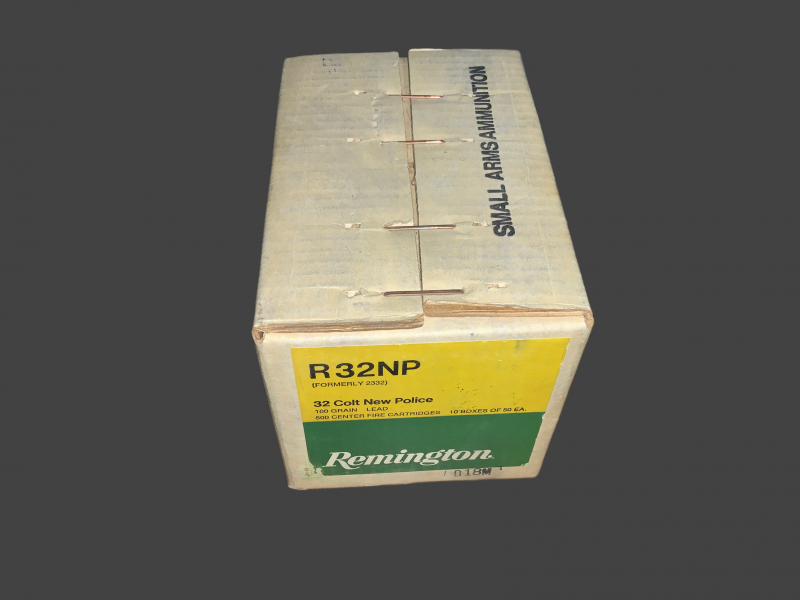 SMALL ARMS AMMUNITION
R32NP
(FORMERLY 2332)
32 Colt New Police
100 GRAIN LEAD
500 CENTER FIRE CARTRIDGES 10 BOXES OF 50 EA.
Remington